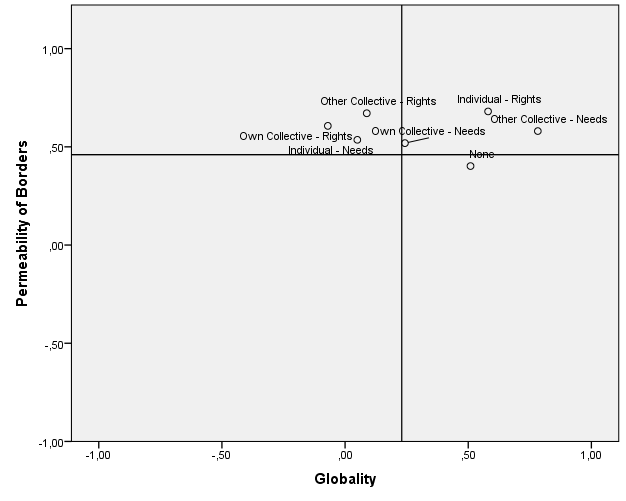 1,00
,50
,00
-,50
-1,00
Permeability of Borders
Other Collective - Rights
Individual - Rights
Other Collective - Needs
Own Collective - Rights
Own Collective - Needs
Individual - Needs
None
-1,00
-,50
,00
,50
1,00
Globality